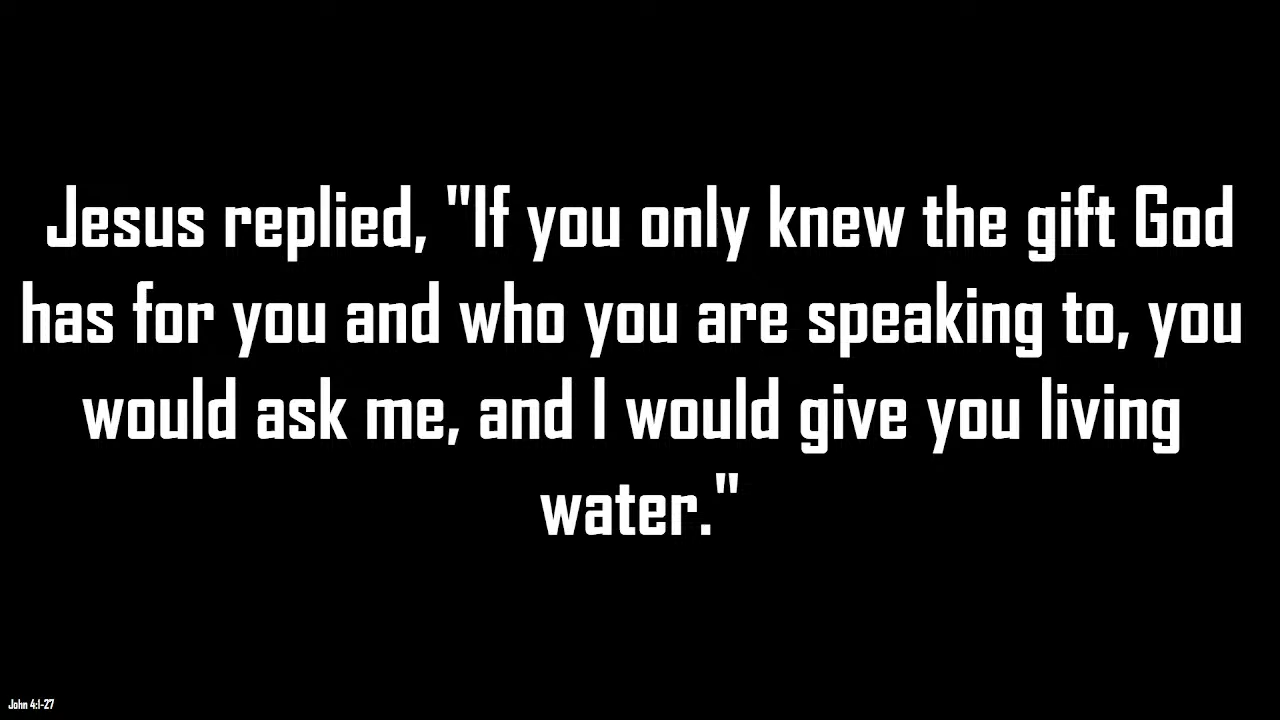 Jesus replied, "If you only knew the gift God
has for you and who you are speaking to, you
would ask me, and I would give you living
water."
John 4:1-27